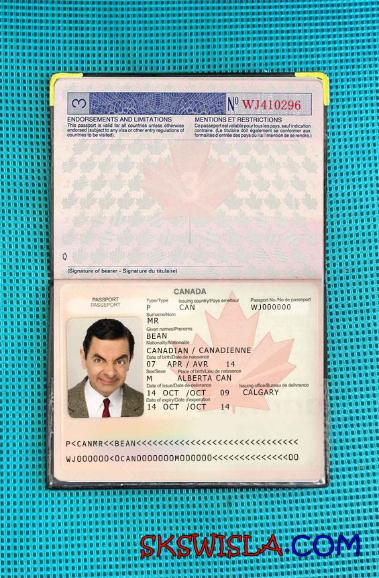 3
Nº WJ410296
ENDORSEMENTS AND LIMITATIONS
This passport is valid for all countries unless otherwise
endorsed (subject to any visa or other entry regulations of
countries to be visited).
MENTIONS ET RESTRICTIONS
Ce passeport est valide pour tous les pays, sauf indication
contraire. (Le titulaire doit également se conformer aux
formalités d'entrée des pays où il a l'intention de se rendre.)
(Signature of bearer - Signature du titulaire)
CANADA
PASSPORT
PASSEPORT
Type/Type Issuing country/Pays émetteur Passport No./No de passeport
P CAN WJ000000
Surname/Nom
MR
Given names/Prénoms
BEAN
Nationality/Nationalité
CANADIAN / CANADIENNE
Date of birth/Date de naissance
07 APR / AVR 14
Sex/Sexe Place of birth/Lieu de naissance
M ALBERTA CAN
Date of issue/Date de délivrance Issuing office/Bureau de délivrance
14 OCT /OCT 09 CALGARY
Date of expiry/Date d'expiration
14 OCT /OCT 14
P<CANMR<<BEAN<<<<<<<<<<<<<<<<<<<<<<<<<<<<
WJ000000<0CAN0000000M000000<<<<<<<<<<<<<<00
SKSWISLA.COM